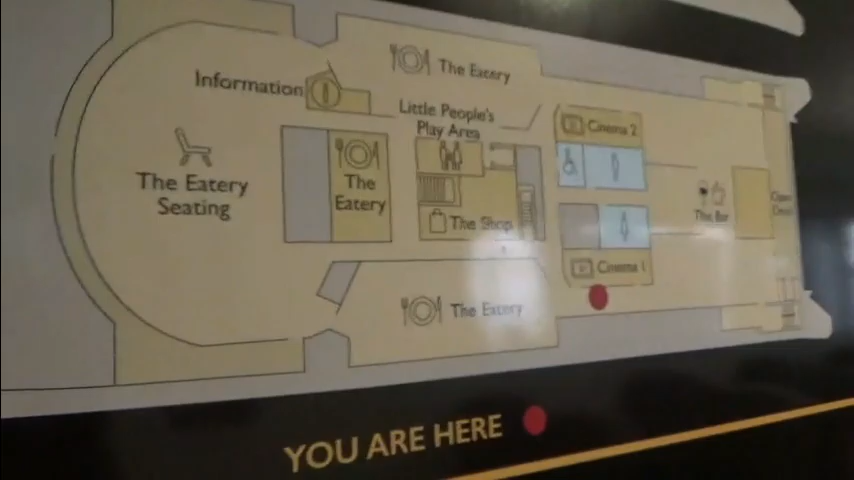 The Eatery
Information
Little People's
Play Area
Cinema 2
The Eatery
Seating
The
Eatery
The Shop
The Bar
Open
Cinema 1
The Eatery
YOU ARE HERE